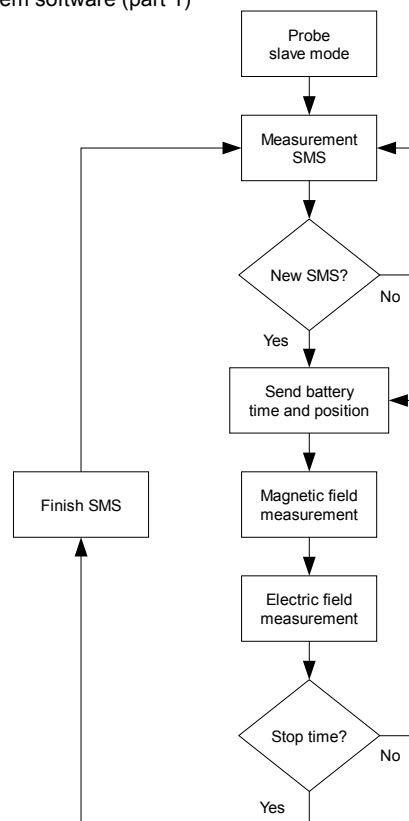 em software (part 1)
Probe
slave mode
Measurement
SMS
New SMS?
No
Yes
Send battery
time and position
Magnetic field
measurement
Finish SMS
Electric field
measurement
Stop time?
No
Yes